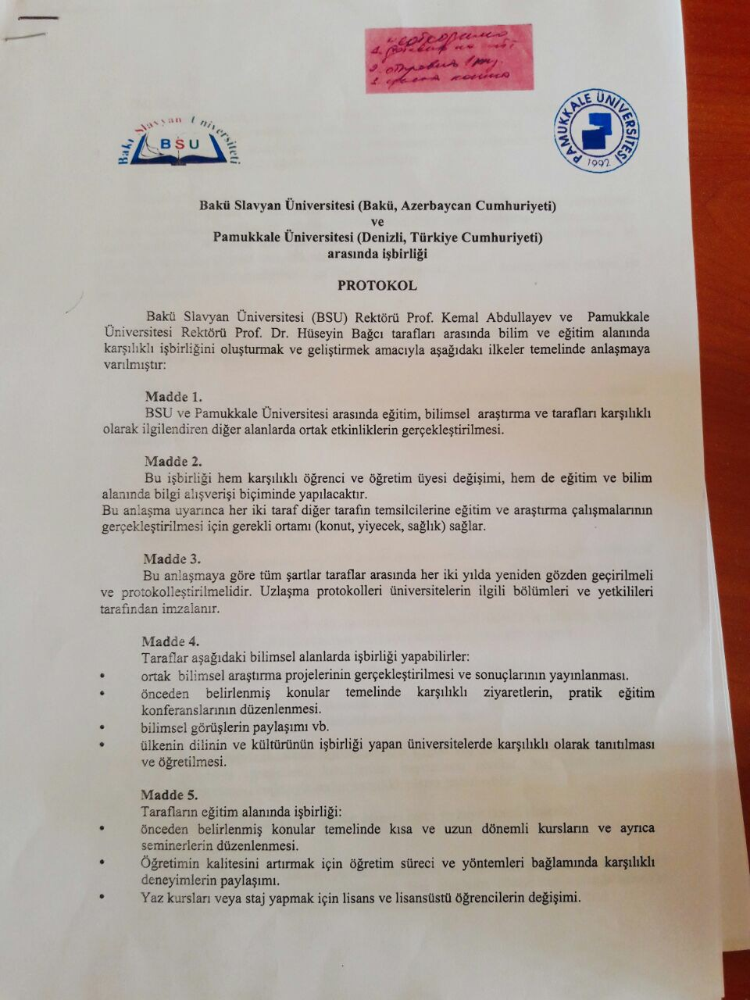 Bakı Slavyan Universiteti
BSU
PAMUKKALE ÜNİVERSİTESİ
1992
Bakü Slavyan Üniversitesi (Bakü, Azerbaycan Cumhuriyeti)
ve
Pamukkale Üniversitesi (Denizli, Türkiye Cumhuriyeti)
arasında işbirliği
PROTOKOL
Bakü Slavyan Üniversitesi (BSU) Rektörü Prof. Kemal Abdullayev ve Pamukkale
Üniversitesi Rektörü Prof. Dr. Hüseyin Bağcı tarafları arasında bilim ve eğitim alanında
karşılıklı işbirliğini oluşturmak ve geliştirmek amacıyla aşağıdakı ilkeler temelinde anlaşmaya
varılmıştır:
Madde 1.
BSU ve Pamukkale Üniversitesi arasında eğitim, bilimsel araştırma ve tarafları karşılıklı
olarak ilgilendiren diğer alanlarda ortak etkinliklerin gerçekleştirilmesi.
Madde 2.
Bu işbirliği hem karşılıklı öğrenci ve öğretim üyesi değişimi, hem de eğitim ve bilim
alanında bilgi alışverişi biçiminde yapılacaktır.
Bu anlaşma uyarınca her iki taraf diğer tarafın temsilcilerine eğitim ve araştırma çalışmalarının
gerçekleştirilmesi için gerekli ortamı (konut, yiyecek, sağlık) sağlar.
Madde 3.
Bu anlaşmaya göre tüm şartlar taraflar arasında her iki yılda yeniden gözden geçirilmeli
ve protokolleştirilmelidir. Uzlaşma protokolleri üniversitelerin ilgili bölümleri ve yetkilileri
tarafından imzalanır.
Madde 4.
Taraflar aşağıdaki bilimsel alanlarda işbirliği yapabilirler:
• ortak bilimsel araştırma projelerinin gerçekleştirilmesi ve sonuçlarının yayınlanması.
• önceden belirlenmiş konular temelinde karşılıklı ziyaretlerin, pratik eğitim
konferanslarının düzenlenmesi.
• bilimsel görüşlerin paylaşımı vb.
• ülkenin dilinin ve kültürünün işbirliği yapan üniversitelerde karşılıklı olarak tanıtılması
ve öğretilmesi.
Madde 5.
Tarafların eğitim alanında işbirliği:
• önceden belirlenmiş konular temelinde kısa ve uzun dönemli kursların ve ayrıca
seminerlerin düzenlenmesi.
• Öğretimin kalitesini artırmak için öğretim süreci ve yöntemleri bağlamında karşılıklı
deneyimlerin paylaşımı.
• Yaz kursları veya staj yapmak için lisans ve lisansüstü öğrencilerin değişimi.